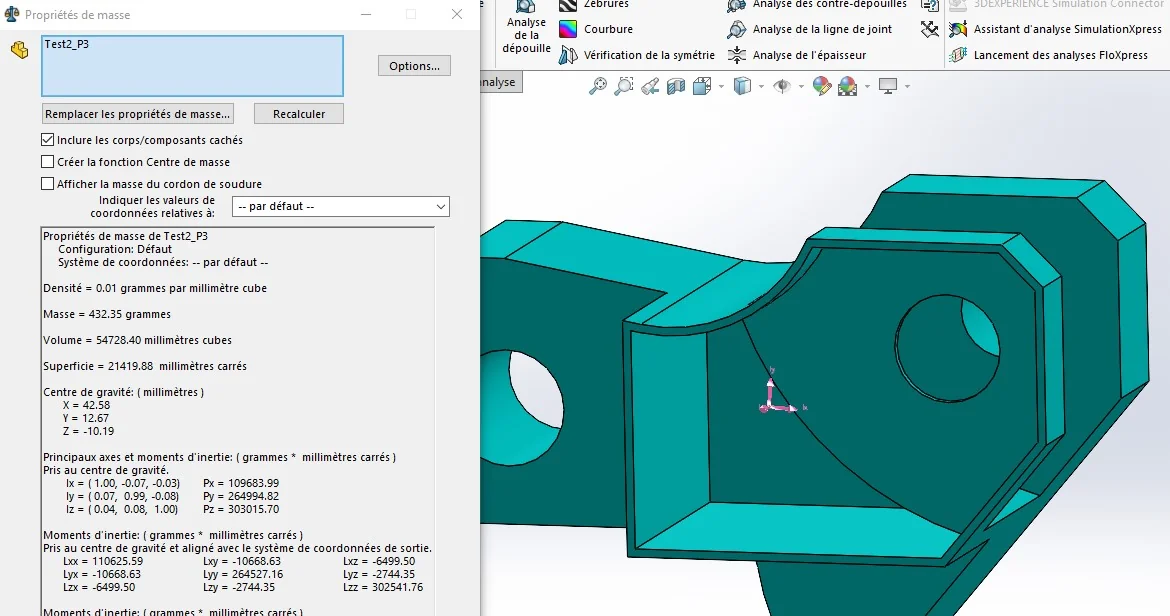 Propriétés de masse
Test2_P3
Options...
Remplacer les propriétés de masse...
Recalculer
Inclure les corps/composants cachés
Créer la fonction Centre de masse
Afficher la masse du cordon de soudure
Indiquer les valeurs de
coordonnées relatives à:
-- par défaut --
Propriétés de masse de Test2_P3
Configuration: Défaut
Système de coordonnées: -- par défaut --
Densité = 0.01 grammes par millimètre cube
Masse = 432.35 grammes
Volume = 54728.40 millimètres cubes
Superficie = 21419.88 millimètres carrés
Centre de gravité: ( millimètres )
X = 42.58
Y = 12.67
Z = -10.19
Principaux axes et moments d'inertie: ( grammes * millimètres carrés )
Pris au centre de gravité.
Ix = ( 1.00, -0.07, -0.03) Px = 109683.99
Iy = ( 0.07, 0.99, -0.08) Py = 264994.82
Iz = ( 0.04, 0.08, 1.00) Pz = 303015.70
Moments d'inertie: ( grammes * millimètres carrés )
Pris au centre de gravité et aligné avec le système de coordonnées de sortie.
Lxx = 110625.59 Lxy = -10668.63 Lxz = -6499.50
Lyx = -10668.63 Lyy = 264527.16 Lyz = -2744.35
Lzx = -6499.50 Lzy = -2744.35 Lzz = 302541.76
Moments d'inertie: ( grammes * millimètres carrés )
Analyse
de la
dépouille
Zébrures
Courbure
Vérification de la symétrie
Analyse des contre-dépouilles
Analyse de la ligne de joint
Analyse de l'épaisseur
3DEXPERIENCE Simulation Connector
Assistant d'analyse SimulationXpress
Lancement des analyses FloXpress
nalyse
Iy
Ix